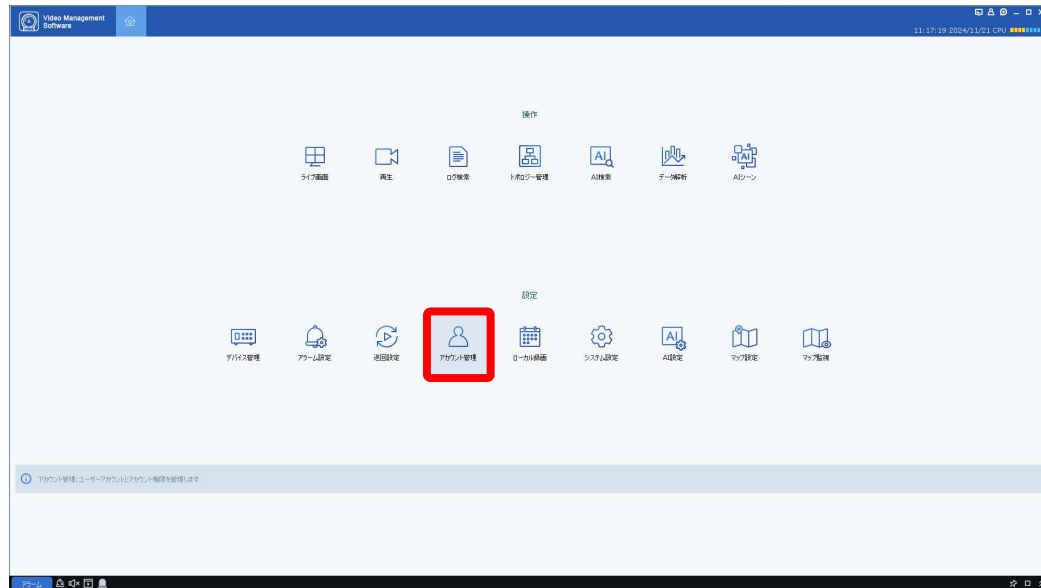 Video Management
Software
11:17:19 2024/11/21 CPU
操作
ライブ画面
再生
ログ検索
トポロジー管理
AI検索
データ解析
AIシーン
設定
デバイス管理
アラーム設定
巡回設定
アカウント管理
ローカル録画
システム設定
AI設定
マップ設定
マップ監視
アカウント管理:ユーザーアカウントとアカウント権限を管理します
アラーム